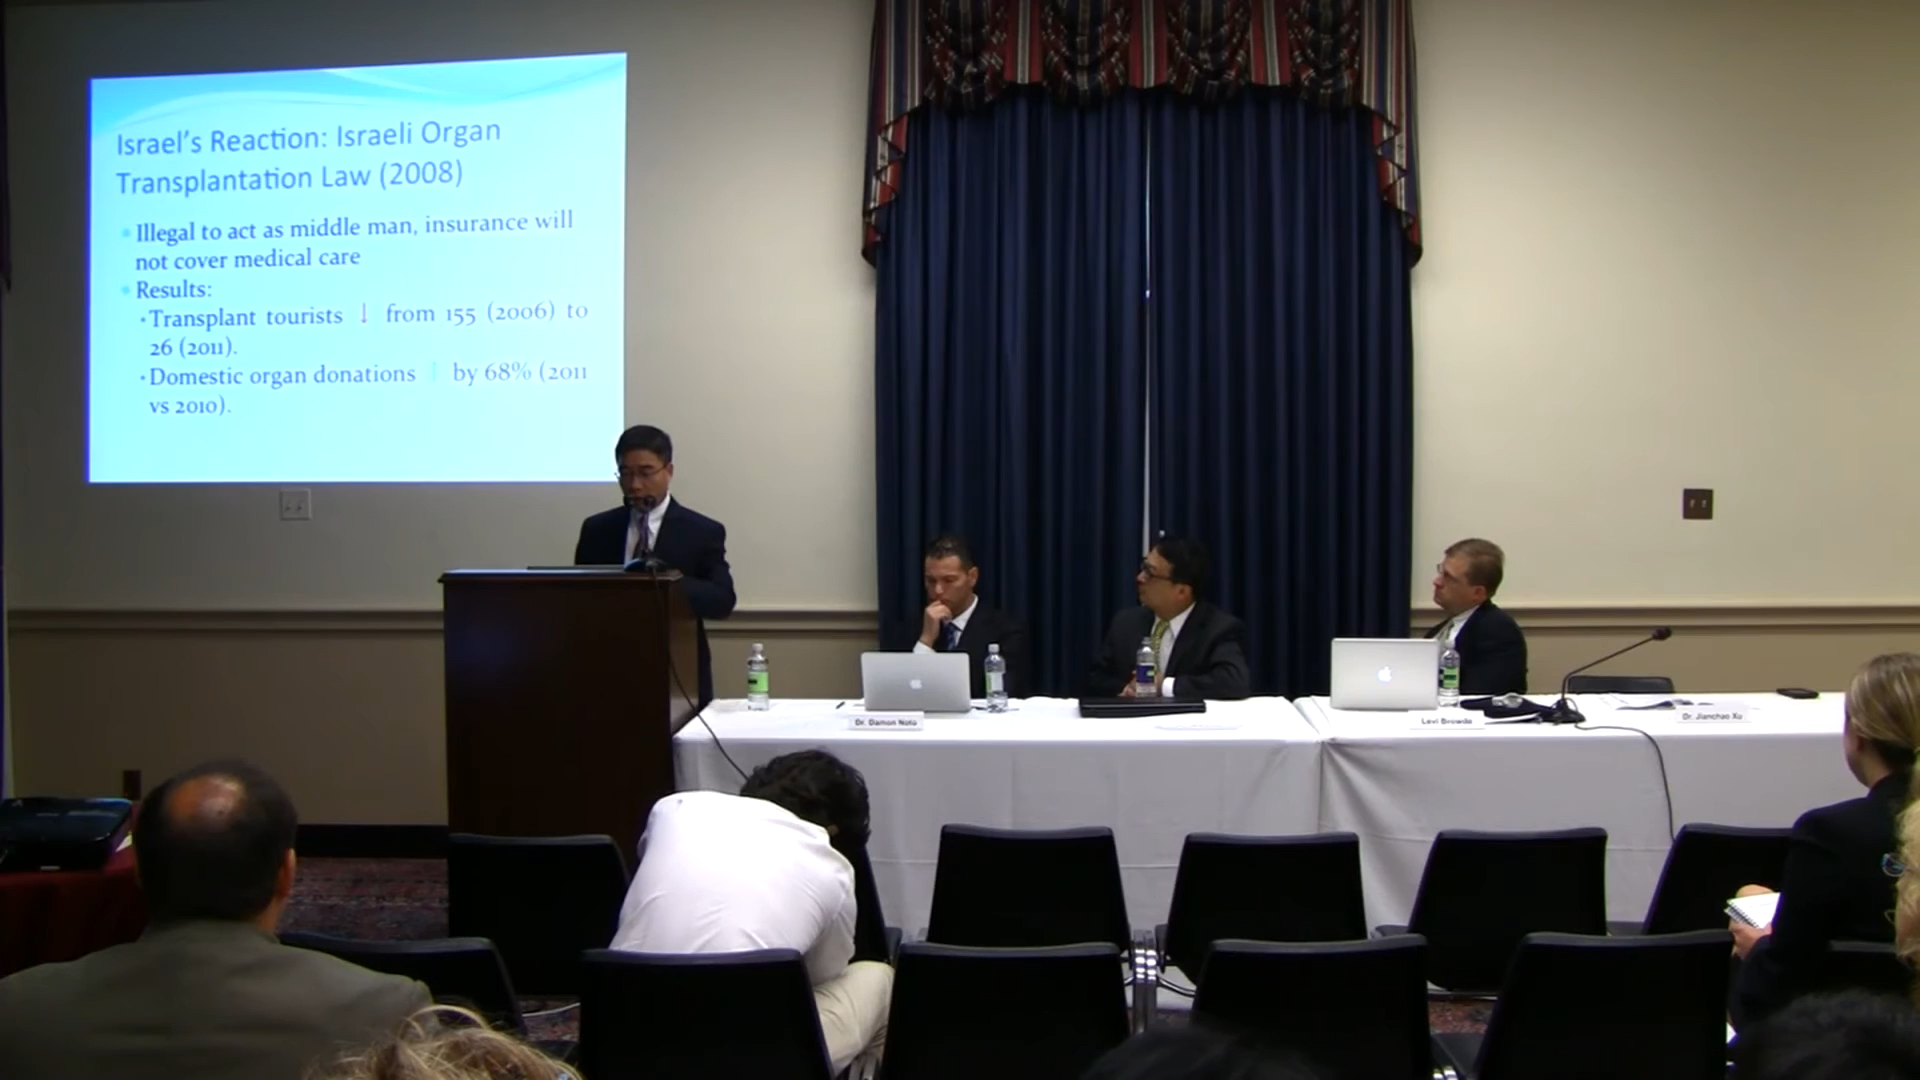 Israel's Reaction: Israeli Organ
Transplantation Law (2008)
Illegal to act as middle man, insurance will
not cover medical care
Results:
Transplant tourists ↓ from 155 (2006) to
26 (2011).
Domestic organ donations ↑ by 68% (2011
vs 2010).
Dr. Damon Noto
Levi Browde
Dr. Jianchao Xu